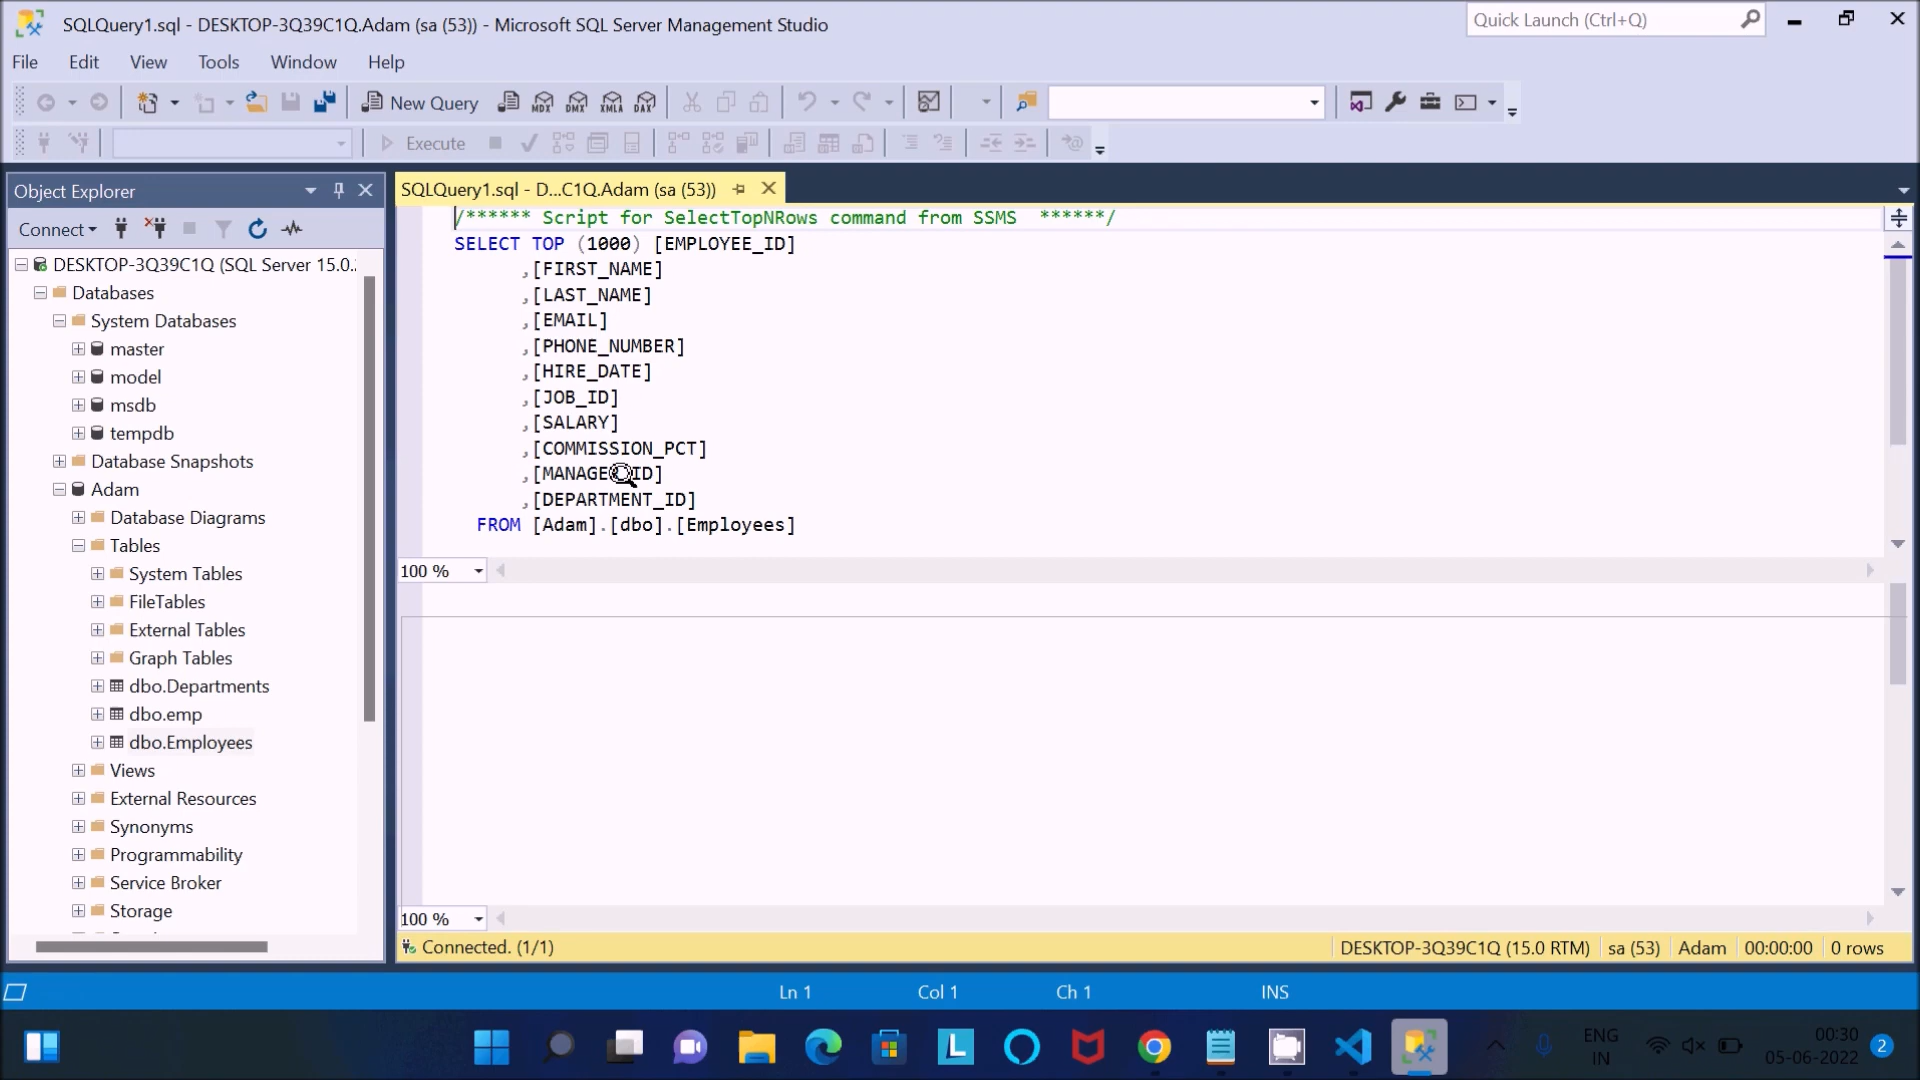 SQLQuery1.sql - DESKTOP-3Q39C1Q.Adam (sa (53)) - Microsoft SQL Server Management Studio
Quick Launch (Ctrl+Q)
File Edit View Tools Window Help
New Query
MDX DMX XMLA DAX
Execute
Object Explorer
SQLQuery1.sql - D...C1Q.Adam (sa (53))
Connect
DESKTOP-3Q39C1Q (SQL Server 15.0.
Databases
System Databases
master
model
msdb
tempdb
Database Snapshots
Adam
Database Diagrams
Tables
System Tables
FileTables
External Tables
Graph Tables
dbo.Departments
dbo.emp
dbo.Employees
Views
External Resources
Synonyms
Programmability
Service Broker
Storage
/****** Script for SelectTopNRows command from SSMS ******/
SELECT TOP (1000) [EMPLOYEE_ID]
,[FIRST_NAME]
,[LAST_NAME]
,[EMAIL]
,[PHONE_NUMBER]
,[HIRE_DATE]
,[JOB_ID]
,[SALARY]
,[COMMISSION_PCT]
,[MANAGER_ID]
,[DEPARTMENT_ID]
FROM [Adam].[dbo].[Employees]
100 %
100 %
Connected. (1/1)
DESKTOP-3Q39C1Q (15.0 RTM) sa (53) Adam 00:00:00 0 rows
Ln 1 Col 1 Ch 1 INS
L
ENG
IN
00:30
05-06-2022
2